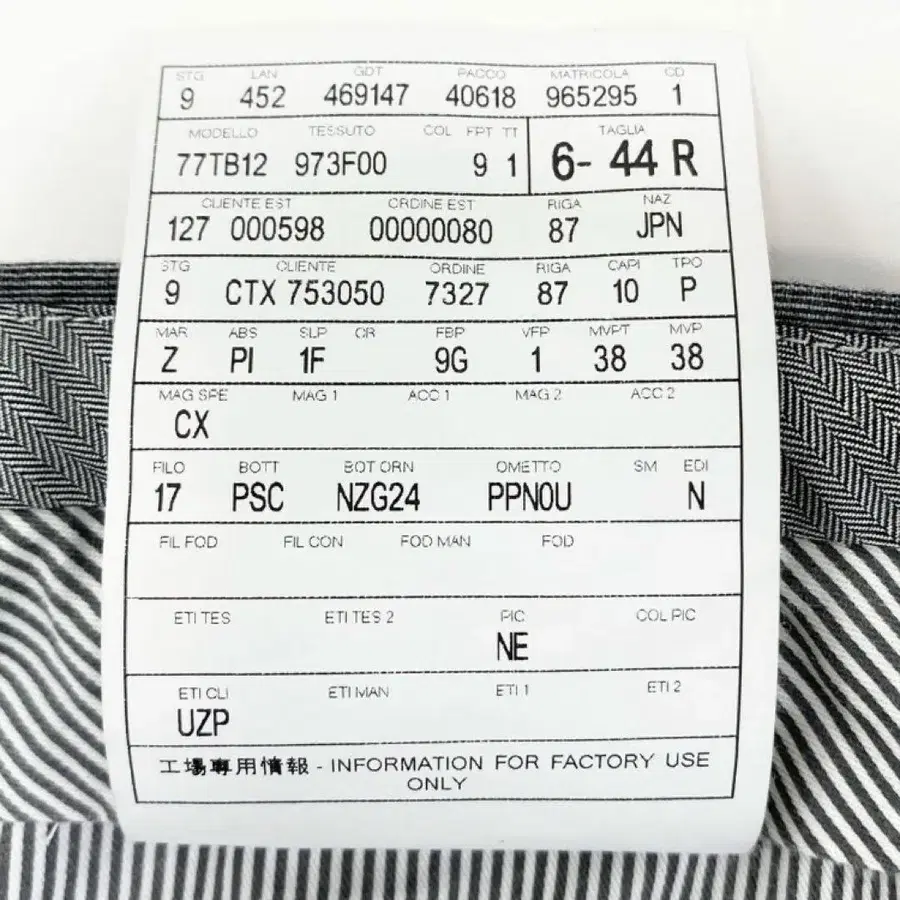 STG LAN GDT PACCO MATRICOLA CD
9 452 469147 40618 965295 1
MODELLO TESSUTO COL FPT TT TAGLIA
77TB12 973F00 9 1 6- 44 R
CLIENTE EST ORDINE EST RIGA NAZ
127 000598 00000080 87 JPN
STG CLIENTE ORDINE RIGA CAPI TPO
9 CTX 753050 7327 87 10 P
MAR ABS SLP CR FBP VFP MVPT MVP
Z PI 1F 9G 1 38 38
MAG SPE MAG 1 ACC 1 MAG 2 ACC 2
CX
FILO BOTT BOT ORN OMETTO SM EDI
17 PSC NZG24 PPN0U N
FIL FOD FIL CON FOD MAN FOD
ETI TES ETI TES 2 PIC COL PIC
NE
ETI CLI ETI MAN ETI 1 ETI 2
UZP
工場専用情報 - INFORMATION FOR FACTORY USE
ONLY